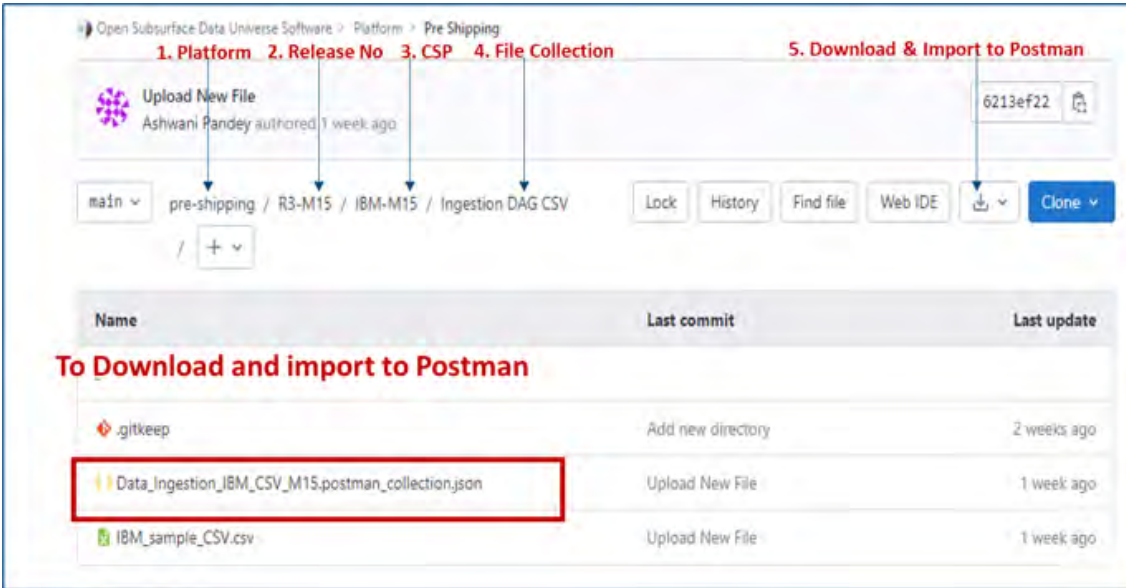 Open Subsurface Data Universe Software > Platform > Pre Shipping
1. Platform 2. Release No 3. CSP 4. File Collection 5. Download & Import to Postman
Upload New File
Ashwani Pandey authored 1 week ago
6213ef22
main pre-shipping / R3-M15 / IBM-M15 / Ingestion DAG CSV Lock History Find file Web IDE Clone
/ +
Name Last commit Last update
To Download and import to Postman
..
.gitkeep Add new directory 2 weeks ago
Data_Ingestion_IBM_CSV_M15.postman_collection.json Upload New File 1 week ago
IBM_sample_CSV.csv Upload New File 1 week ago